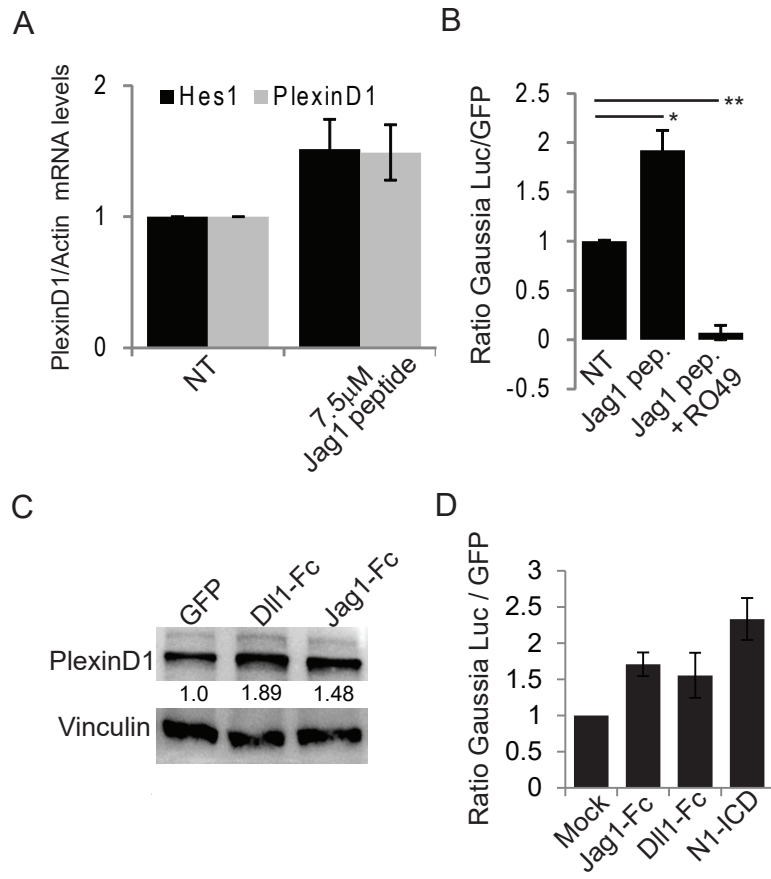 A
PlexinD1/Actin mRNA levels
2
1
0
Hes1 PlexinD1
NT
7.5µM
Jag1 peptide
B
Ratio Gaussia Luc/GFP
2.5
2
1.5
1
0.5
0
-0.5
**
*
NT
Jag1 pep.
Jag1 pep.
+RO49
C
GFP
Dll1-Fc
Jag1-Fc
PlexinD1
1.0 1.89 1.48
Vinculin
D
Ratio Gaussia Luc / GFP
3
2.5
2
1.5
1
0.5
0
Mock
Jag1-Fc
Dll1-Fc
N1-ICD